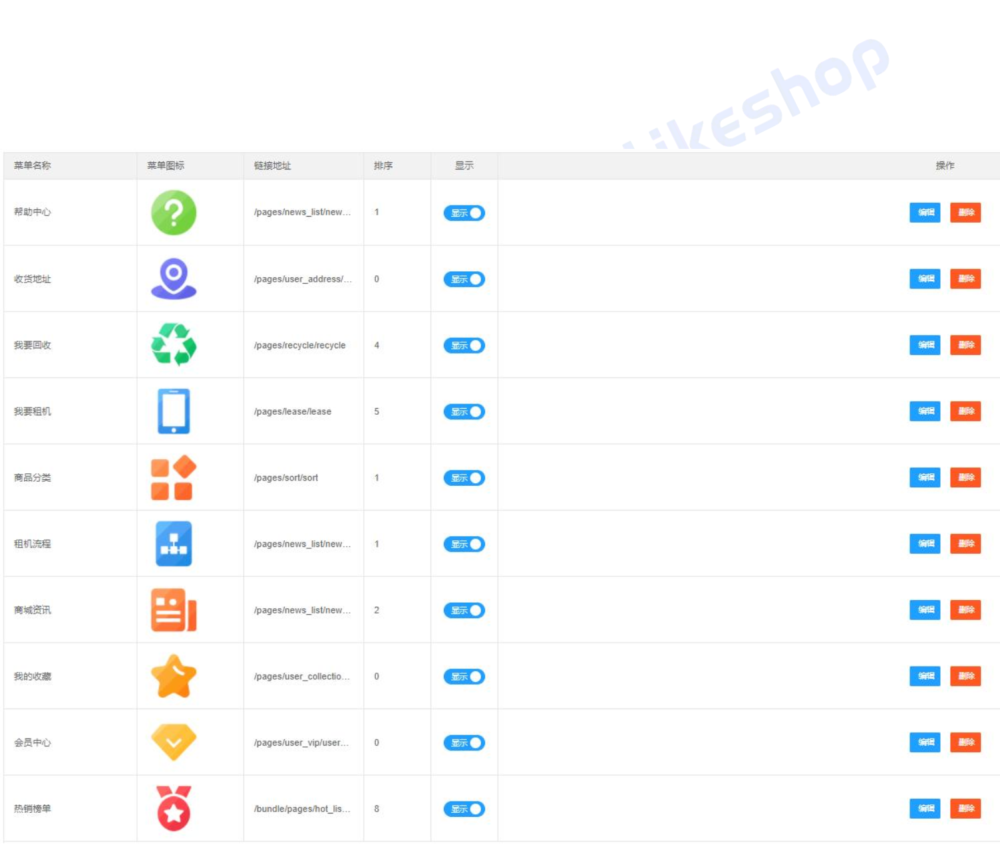 likeshop
菜单名称 菜单图标 链接地址 排序 显示 操作
帮助中心 /pages/news_list/new... 1 显示 编辑 删除
收货地址 /pages/user_address/... 0 显示 编辑 删除
我要回收 /pages/recycle/recycle 4 显示 编辑 删除
我要租机 /pages/lease/lease 5 显示 编辑 删除
商品分类 /pages/sort/sort 1 显示 编辑 删除
租机流程 /pages/news_list/new... 1 显示 编辑 删除
商城资讯 /pages/news_list/new... 2 显示 编辑 删除
我的收藏 /pages/user_collectio... 0 显示 编辑 删除
会员中心 /pages/user_vip/user... 0 显示 编辑 删除
热销榜单 /bundle/pages/hot_lis... 8 显示 编辑 删除